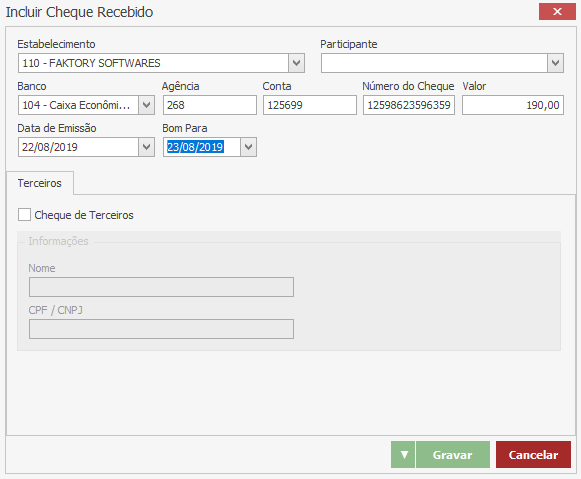 Incluir Cheque Recebido
Estabelecimento Participante
110 - FAKTORY SOFTWARES
Banco Agência Conta Número do Cheque Valor
104 - Caixa Econômi... 268 125699 12598623596359 190,00
Data de Emissão Bom Para
22/08/2019 23/08/2019
Terceiros
Cheque de Terceiros
Informações
Nome
CPF / CNPJ
Gravar Cancelar